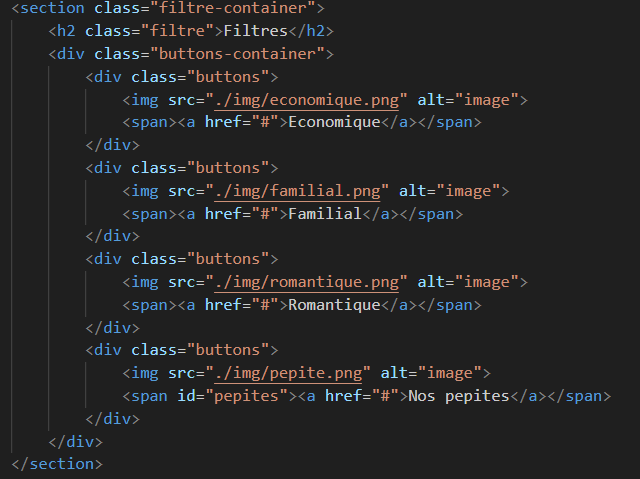 <section class="filtre-container">
<h2 class="filtre">Filtres</h2>
<div class="buttons-container">
<div class="buttons">
<img src="./img/economique.png" alt="image">
<span><a href="#">Economique</a></span>
</div>
<div class="buttons">
<img src="./img/familial.png" alt="image">
<span><a href="#">Familial</a></span>
</div>
<div class="buttons">
<img src="./img/romantique.png" alt="image">
<span><a href="#">Romantique</a></span>
</div>
<div class="buttons">
<img src="./img/pepite.png" alt="image">
<span id="pepites"><a href="#">Nos pepites</a></span>
</div>
</div>
</section>